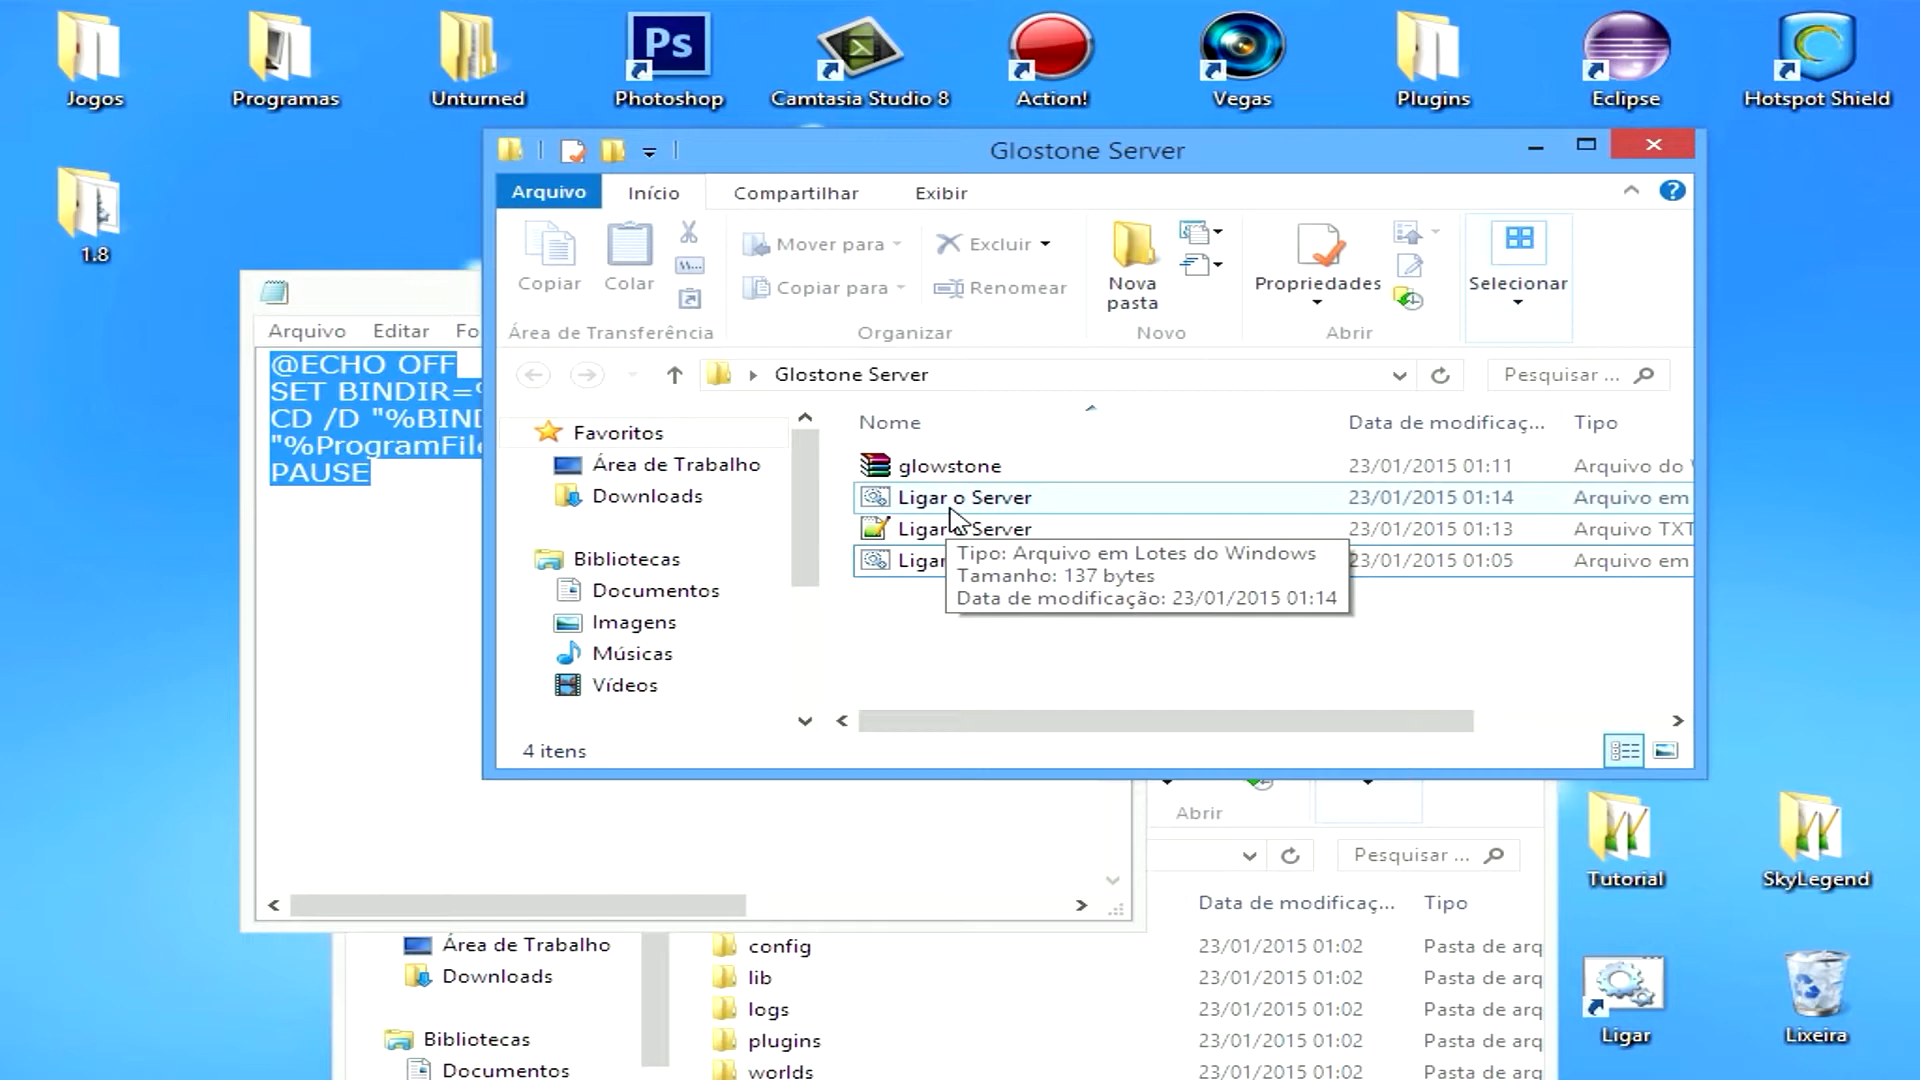 Jogos
Programas
Unturned
Ps
Photoshop
Camtasia Studio 8
Action!
Vegas
Plugins
Eclipse
Hotspot Shield
1.8
Glostone Server
Arquivo
Início
Compartilhar
Exibir
Copiar
Colar
Mover para
Copiar para
Excluir
Renomear
Nova
pasta
Propriedades
Selecionar
Área de Transferência
Organizar
Novo
Abrir
Glostone Server
Pesquisar ...
Favoritos
Área de Trabalho
Downloads
Bibliotecas
Documentos
Imagens
Músicas
Vídeos
Nome
Data de modificaç...
Tipo
glowstone
23/01/2015 01:11
Arquivo do
Ligar o Server
23/01/2015 01:14
Arquivo em
Ligar Server
23/01/2015 01:13
Arquivo TXT
Ligar
23/01/2015 01:05
Arquivo em
Tipo: Arquivo em Lotes do Windows
Tamanho: 137 bytes
Data de modificação: 23/01/2015 01:14
4 itens
Arquivo
Editar
Fo
@ECHO OFF
SET BINDIR=%
CD /D "%BIND
"%ProgramFile
PAUSE
Abrir
Pesquisar ...
Data de modificaç...
Tipo
Área de Trabalho
Downloads
Bibliotecas
Documentos
config
23/01/2015 01:02
Pasta de arq
lib
23/01/2015 01:02
Pasta de arq
logs
23/01/2015 01:02
Pasta de arq
plugins
23/01/2015 01:02
Pasta de arq
worlds
23/01/2015 01:02
Pasta de arq
Tutorial
SkyLegend
Ligar
Lixeira